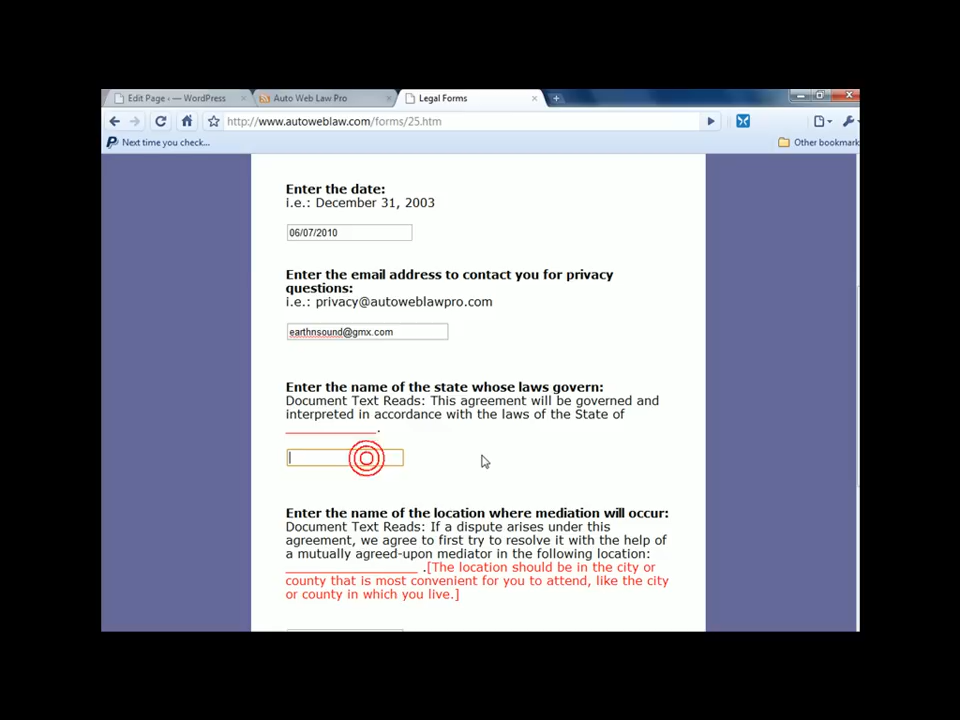 Edit Page ‹ — WordPress
Auto Web Law Pro
Legal Forms
http://www.autoweblaw.com/forms/25.htm
Next time you check...
Other bookmark
Enter the date:
i.e.: December 31, 2003
06/07/2010
Enter the email address to contact you for privacy
questions:
i.e.: privacy@autoweblawpro.com
earthnsound@gmx.com
Enter the name of the state whose laws govern:
Document Text Reads: This agreement will be governed and
interpreted in accordance with the laws of the State of
______________.
Enter the name of the location where mediation will occur:
Document Text Reads: If a dispute arises under this
agreement, we agree to first try to resolve it with the help of
a mutually agreed-upon mediator in the following location:
____________________ .[The location should be in the city or
county that is most convenient for you to attend, like the city
or county in which you live.]